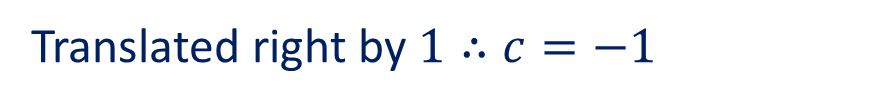 Translated right by 1 ∴ 𝑐 = −1